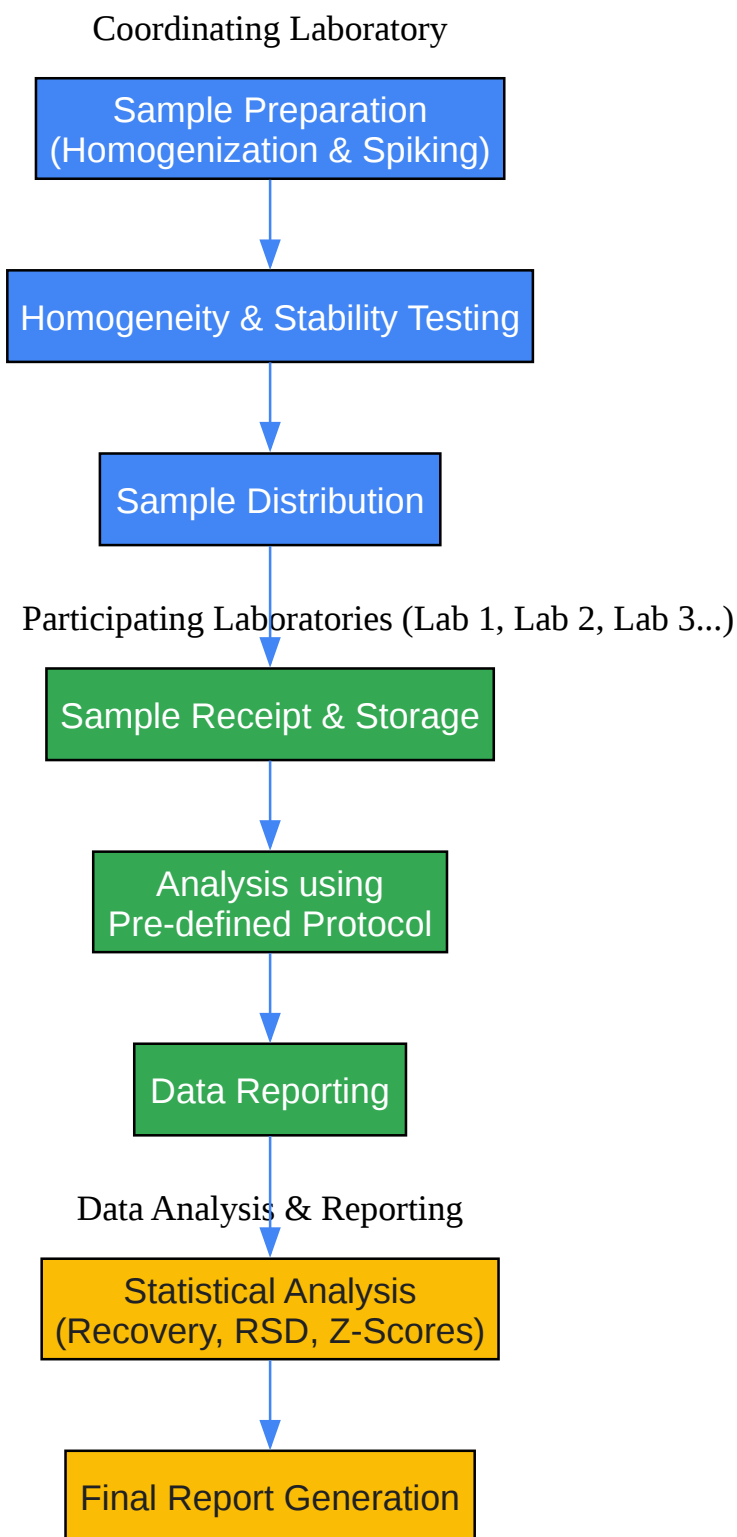 Coordinating Laboratory
Sample Preparation
(Homogenization & Spiking)
Homogeneity & Stability Testing
Sample Distribution
Participating Laboratories (Lab 1, Lab 2, Lab 3...)
Sample Receipt & Storage
Analysis using
Pre-defined Protocol
Data Reporting
Data Analysis & Reporting
Statistical Analysis
(Recovery, RSD, Z-Scores)
Final Report Generation